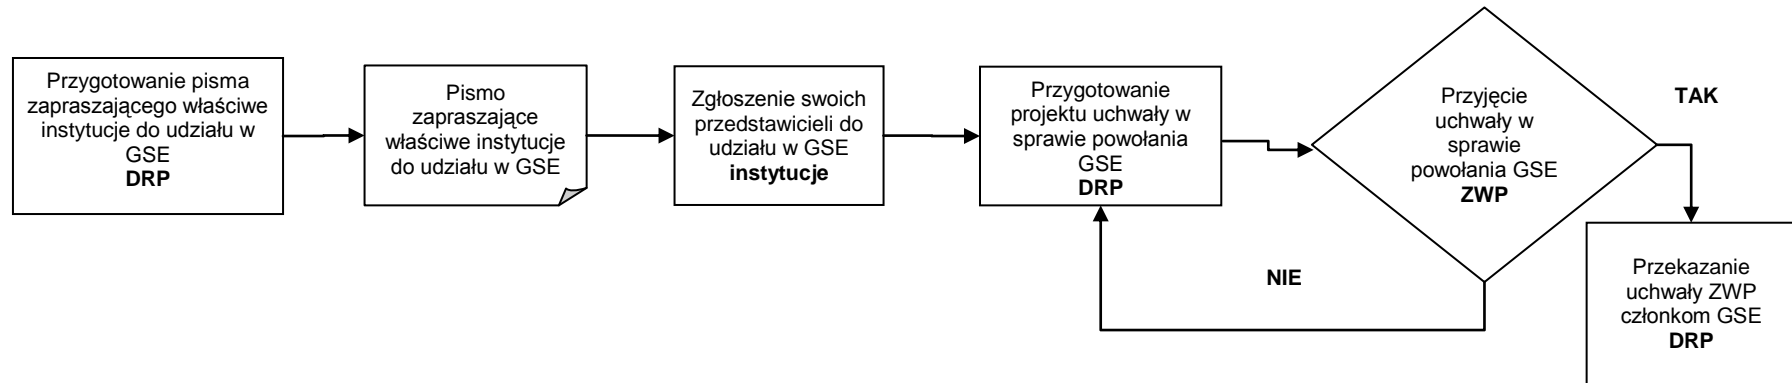 Przygotowanie pisma
zapraszającego właściwe
instytucje do udziału w
GSE
DRP
Pismo
zapraszające
właściwe instytucje
do udziału w GSE
Zgłoszenie swoich
przedstawicieli do
udziału w GSE
instytucje
Przygotowanie
projektu uchwały w
sprawie powołania
GSE
DRP
Przyjęcie
uchwały w
sprawie
powołania GSE
ZWP
TAK
NIE
Przekazanie
uchwały ZWP
członkom GSE
DRP